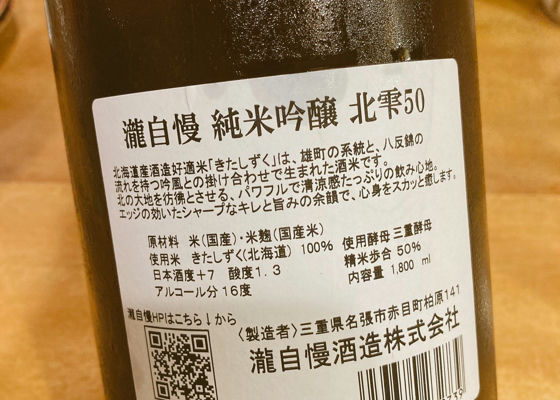 瀧自慢 純米吟醸 北雫50
北海道産酒造好適米「きたしずく」は、雄町の系統と、八反錦の
流れを持つ吟風との掛け合わせで生まれた酒米です。
北の大地を彷彿とさせる、パワフルで清涼感たっぷりの飲み心地。
エッジの効いたシャープなキレと旨みの余韻で、心身をスカッと癒します。
原材料 米(国産)・米麹(国産米)
使用米 きたしずく(北海道) 100% 使用酵母 三重酵母
日本酒度+7 酸度1.3 精米歩合 50%
アルコール分 16度 内容量 1,800 ml
瀧自慢HPはこちら↓から
〈製造者〉三重県名張市赤目町柏原141
瀧自慢酒造株式会社